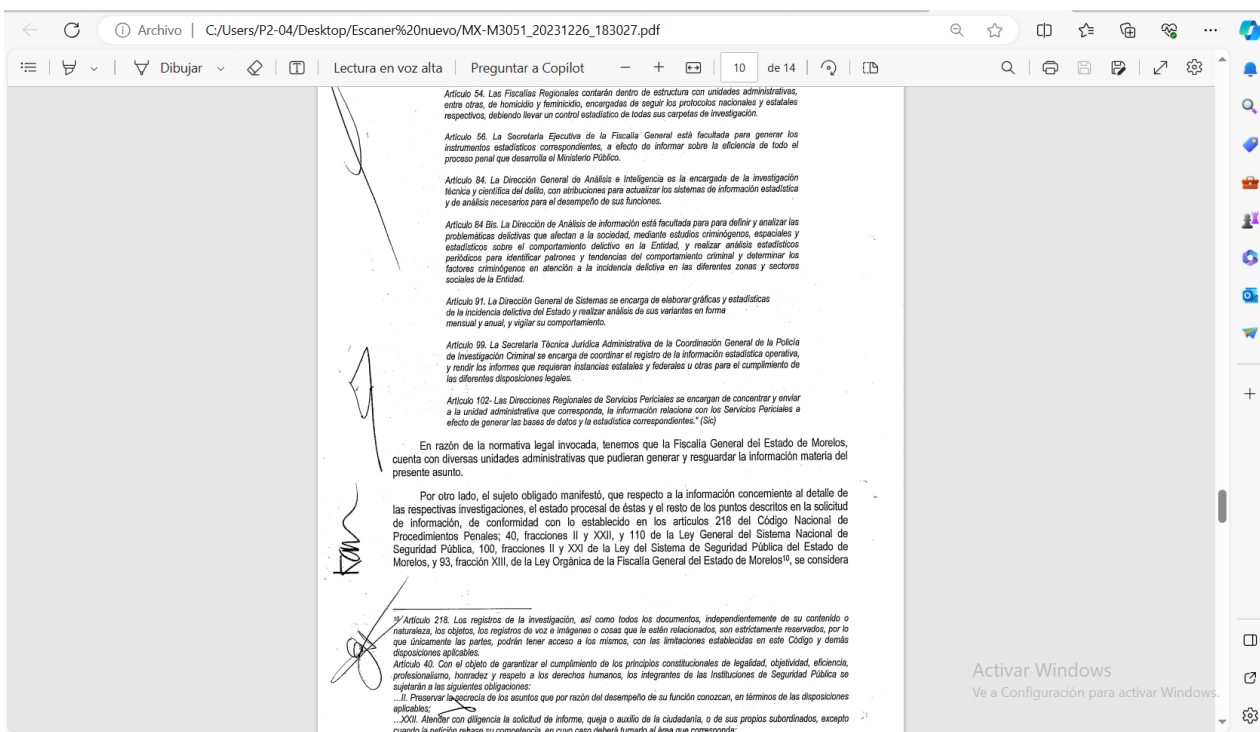 Archivo
C:/Users/P2-04/Desktop/Escaner%20nuevo/MX-M3051_20231226_183027.pdf
Dibujar
Lectura en voz alta
Preguntar a Copilot
10
de 14
Artículo 54. Las Fiscalías Regionales contarán dentro de estructura con unidades administrativas,
entre otras, de homicidio y feminicidio, encargadas de seguir los protocolos nacionales y estatales
respectivos, debiendo llevar un control estadístico de todas sus carpetas de investigación.
Artículo 56. La Secretaría Ejecutiva de la Fiscalía General está facultada para generar los
instrumentos estadísticos correspondientes, a efecto de informar sobre la eficiencia de todo el
proceso penal que desarrolla el Ministerio Público.
Artículo 84. La Dirección General de Análisis e Inteligencia es la encargada de la investigación
técnica y científica del delito, con atribuciones para actualizar los sistemas de información estadística
y de análisis necesarios para el desempeño de sus funciones.
Artículo 84 Bis. La Dirección de Análisis de información está facultada para para definir y analizar las
problemáticas delictivas que afectan a la sociedad, mediante estudios criminógenos, espaciales y
estadísticos sobre el comportamiento delictivo en la Entidad, y realizar análisis estadísticos
periódicos para identificar patrones y tendencias del comportamiento criminal y determinar los
factores criminógenos en atención a la incidencia delictiva en las diferentes zonas y sectores
sociales de la Entidad.
Artículo 91. La Dirección General de Sistemas se encarga de elaborar gráficas y estadísticas
de la incidencia delictiva del Estado y realizar análisis de sus variantes en forma
mensual y anual, y vigilar su comportamiento.
Artículo 99. La Secretaría Técnica Jurídica Administrativa de la Coordinación General de la Policía
de Investigación Criminal se encarga de coordinar el registro de la información estadística operativa,
y rendir los informes que requieran instancias estatales y federales u otras para el cumplimiento de
las diferentes disposiciones legales.
Artículo 102- Las Direcciones Regionales de Servicios Periciales se encargan de concentrar y enviar
a la unidad administrativa que corresponda, la información relaciona con los Servicios Periciales a
efecto de generar las bases de datos y la estadística correspondientes." (Sic)
En razón de la normativa legal invocada, tenemos que la Fiscalía General del Estado de Morelos,
cuenta con diversas unidades administrativas que pudieran generar y resguardar la información materia del
presente asunto.
Por otro lado, el sujeto obligado manifestó, que respecto a la información concerniente al detalle de
las respectivas investigaciones, el estado procesal de éstas y el resto de los puntos descritos en la solicitud
de información, de conformidad con lo establecido en los artículos 218 del Código Nacional de
Procedimientos Penales; 40, fracciones II y XXII, y 110 de la Ley General del Sistema Nacional de
Seguridad Pública, 100, fracciones II y XXI de la Ley del Sistema de Seguridad Pública del Estado de
Morelos, y 93, fracción XIII, de la Ley Orgánica de la Fiscalía General del Estado de Morelos¹⁰, se considera
¹⁰ Artículo 218. Los registros de la investigación, así como todos los documentos, independientemente de su contenido o
naturaleza, los objetos, los registros de voz e imágenes o cosas que le estén relacionados, son estrictamente reservados, por lo
que únicamente las partes, podrán tener acceso a los mismos, con las limitaciones establecidas en este Código y demás
disposiciones aplicables.
Artículo 40. Con el objeto de garantizar el cumplimiento de los principios constitucionales de legalidad, objetividad, eficiencia,
profesionalismo, honradez y respeto a los derechos humanos, los integrantes de las Instituciones de Seguridad Pública se
sujetarán a las siguientes obligaciones:
...II. Preservar la secrecía de los asuntos que por razón del desempeño de su función conozcan, en términos de las disposiciones
aplicables;
...XXII. Atender con diligencia la solicitud de informe, queja o auxilio de la ciudadanía, o de sus propios subordinados, excepto
cuando la petición rebase su competencia, en cuyo caso deberá turnarlo al área que corresponda;
Activar Windows
Ve a Configuración para activar Windows.